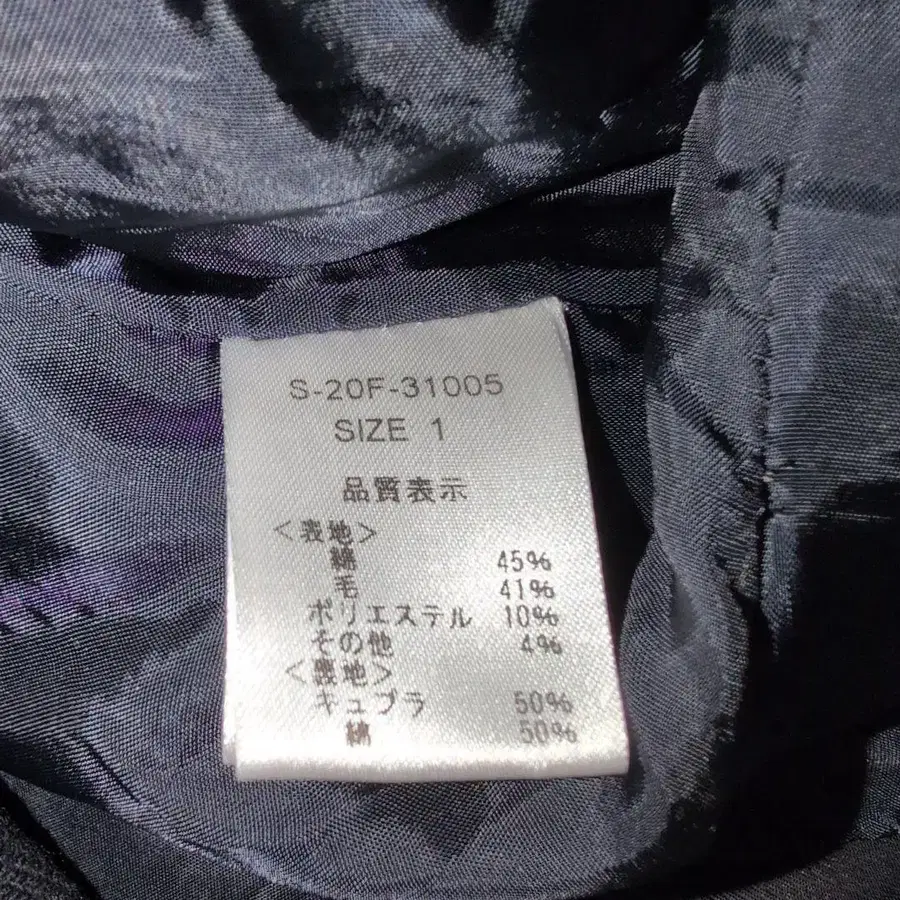 S-20F-31005
SIZE 1
品質表示
<表地>
綿 45%
毛 41%
ポリエステル 10%
その他 4%
<表地>
キュプラ 50%
綿 50%